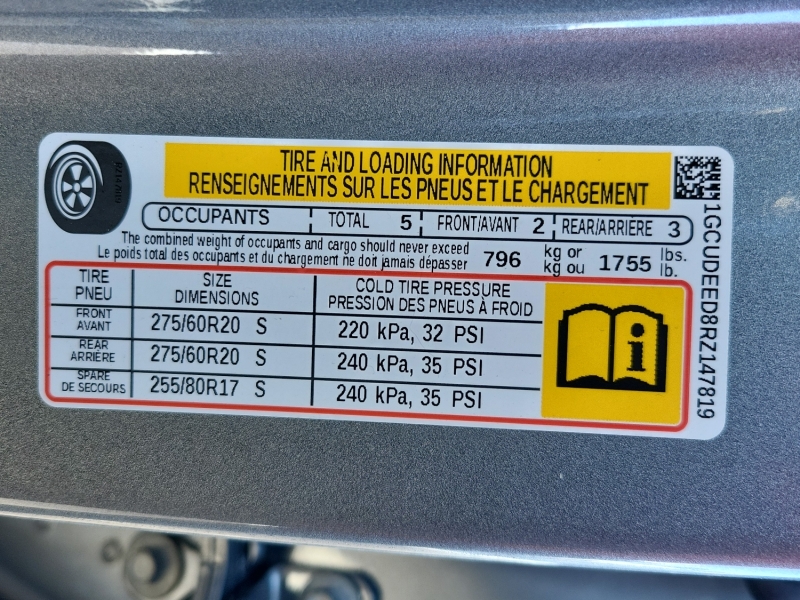 TIRE AND LOADING INFORMATION
RENSEIGNEMENTS SUR LES PNEUS ET LE CHARGEMENT
OCCUPANTS TOTAL 5 FRONT/AVANT 2 REAR/ARRIÈRE 3
The combined weight of occupants and cargo should never exceed
Le poids total des occupants et du chargement ne doit jamais dépasser
796 kg or
kg ou
1755 lbs.
lb.
TIRE
PNEU
SIZE
DIMENSIONS
COLD TIRE PRESSURE
PRESSION DES PNEUS À FROID
FRONT
AVANT
275/60R20 S
220 kPa, 32 PSI
REAR
ARRIÈRE
275/60R20 S
240 kPa, 35 PSI
SPARE
DE SECOURS
255/80R17 S
240 kPa, 35 PSI
1GCUDEED8RZ147819